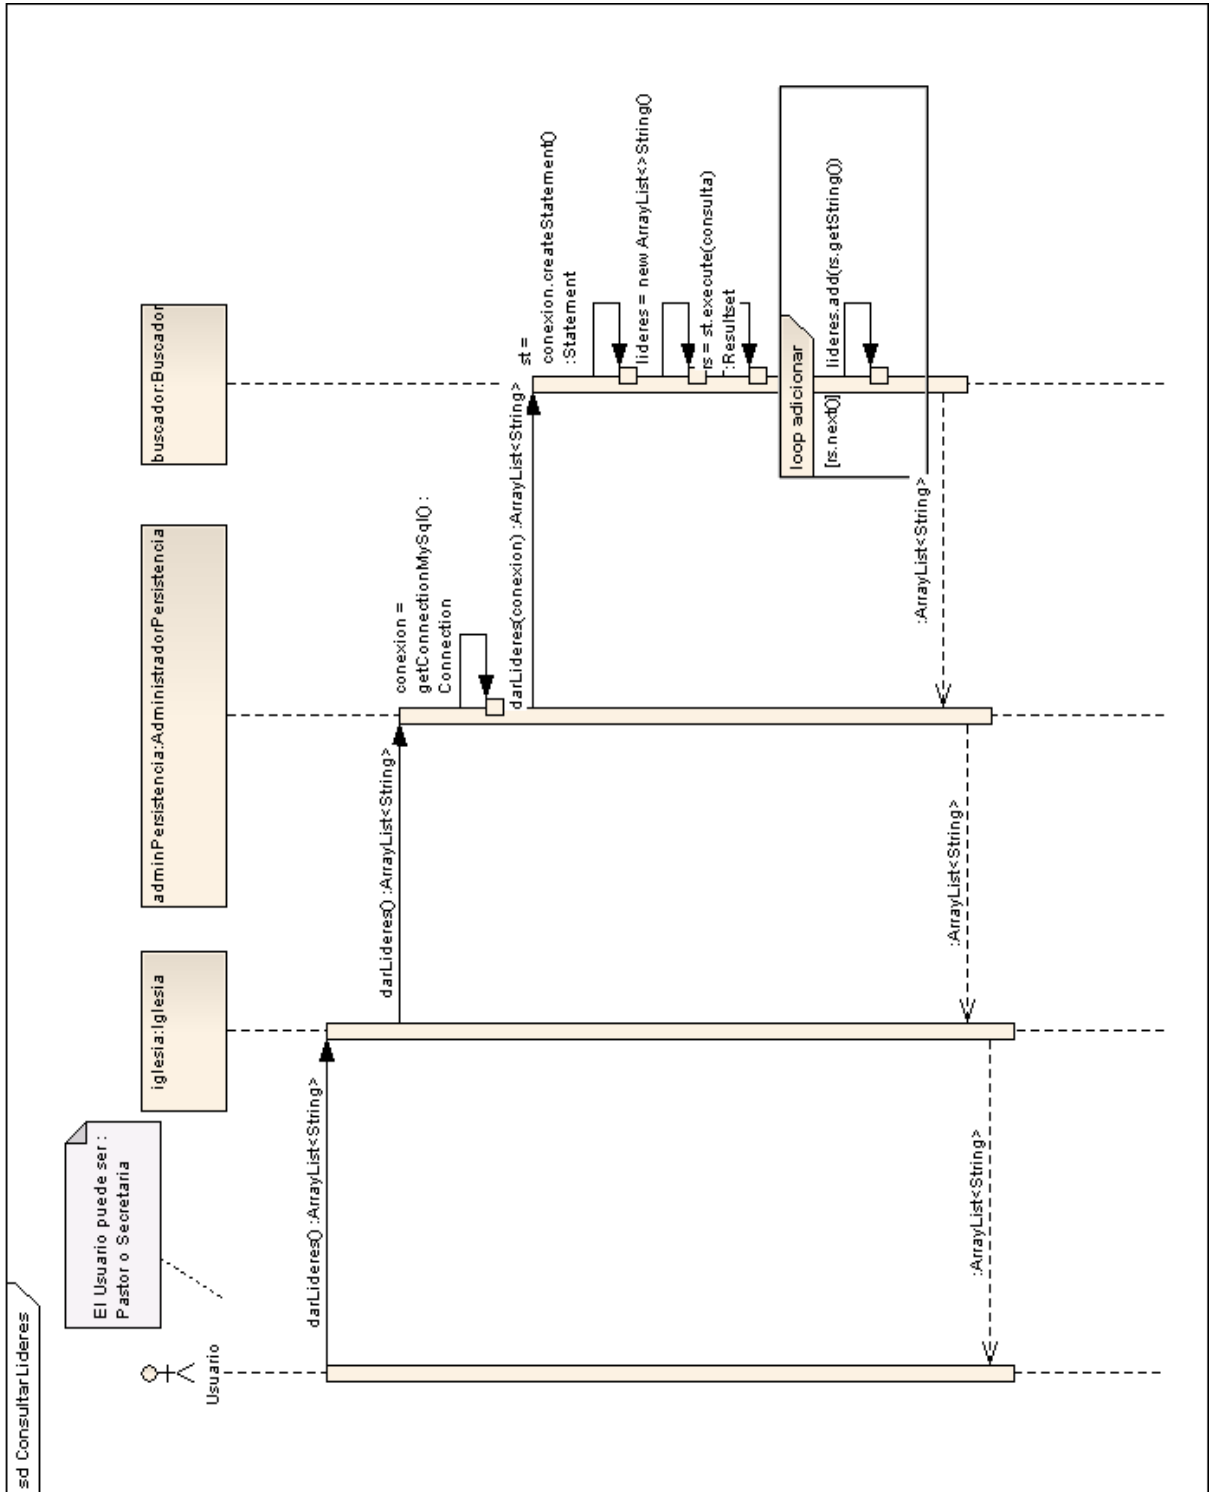 sd ConsultarLideres
El Usuario puede ser :
Pastor o Secretaria
Usuario
iglesia:Iglesia
adminPersistencia:AdministradorPersistencia
buscador:Buscador
darLideres() :ArrayList<String>
darLideres() :ArrayList<String>
conexion =
getConnectionMySql() :
Connection
darLideres(conexion) :ArrayList<String>
st =
conexion.createStatement()
:Statement
lideres = new ArrayList<>String()
rs = st.execute(consulta)
:Resultset
loop adicionar
[rs.next()]
lideres.add(rs.getString())
:ArrayList<String>
:ArrayList<String>
:ArrayList<String>